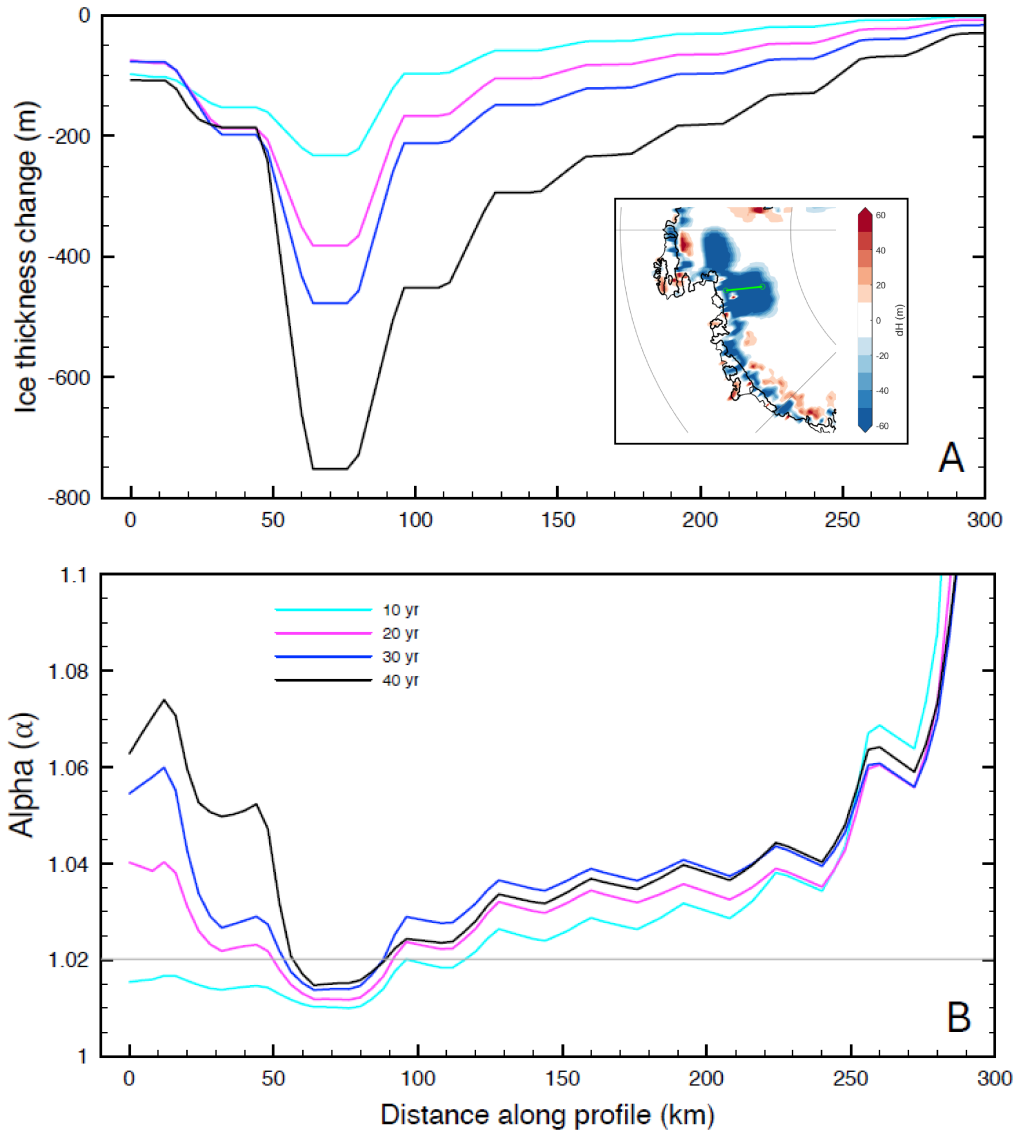 0
-200
-400
-600
-800
Ice thickness change (m)
0 50 100 150 200 250 300
60
40
20
0
-20
-40
-60
dH (m)
A
1.1
1.08
1.06
1.04
1.02
1
Alpha (α)
10 yr
20 yr
30 yr
40 yr
B
0 50 100 150 200 250 300
Distance along profile (km)